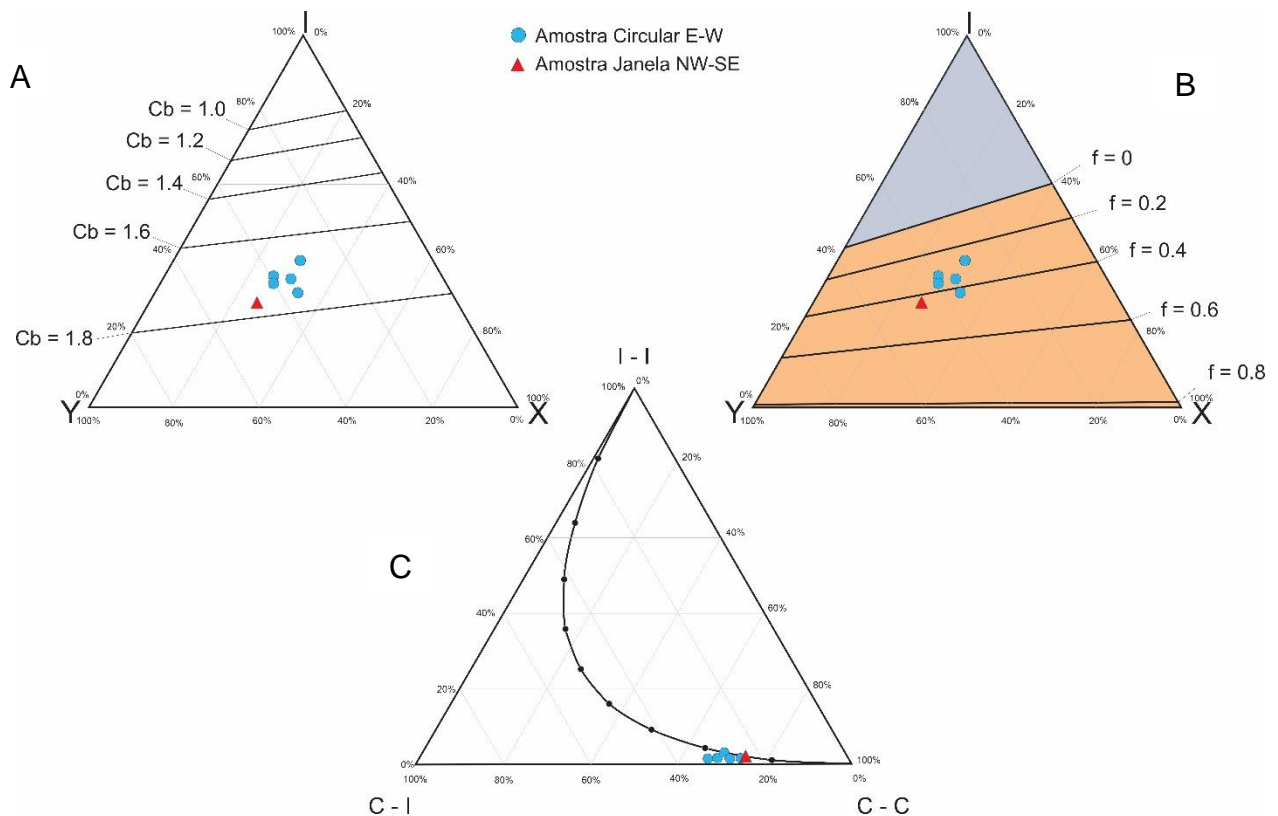 I
100% 0%
Amostra Circular E-W
Amostra Janela NW-SE
A
Cb = 1.0
Cb = 1.2
Cb = 1.4
Cb = 1.6
Cb = 1.8
80% 20%
60% 40%
40% 60%
20% 80%
0% 100%
Y X
100% 80% 60% 40% 20% 0%
I
100% 0%
B
f = 0
f = 0.2
f = 0.4
f = 0.6
f = 0.8
80% 20%
60% 40%
40% 60%
20% 80%
0% 100%
Y X
100% 80% 60% 40% 20% 0%
I - I
100% 0%
C
80% 20%
60% 40%
40% 60%
20% 80%
0% 100%
100% 80% 60% 40% 20% 0%
C - I C - C